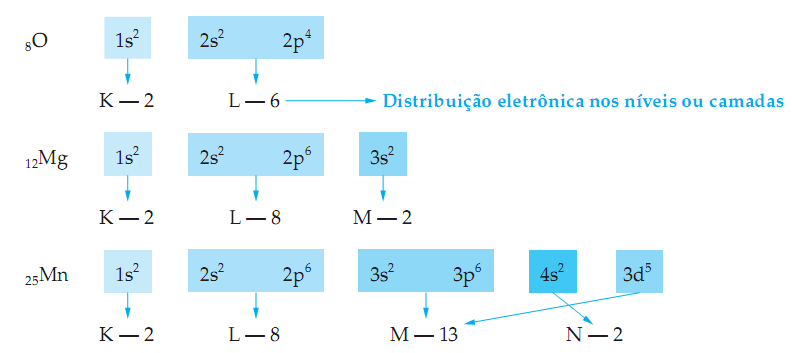 ₈O 1s² 2s² 2p⁴
K — 2 L — 6 Distribuição eletrônica nos níveis ou camadas
₁₂Mg 1s² 2s² 2p⁶ 3s²
K — 2 L — 8 M — 2
₂₅Mn 1s² 2s² 2p⁶ 3s² 3p⁶ 4s² 3d⁵
K — 2 L — 8 M — 13 N — 2